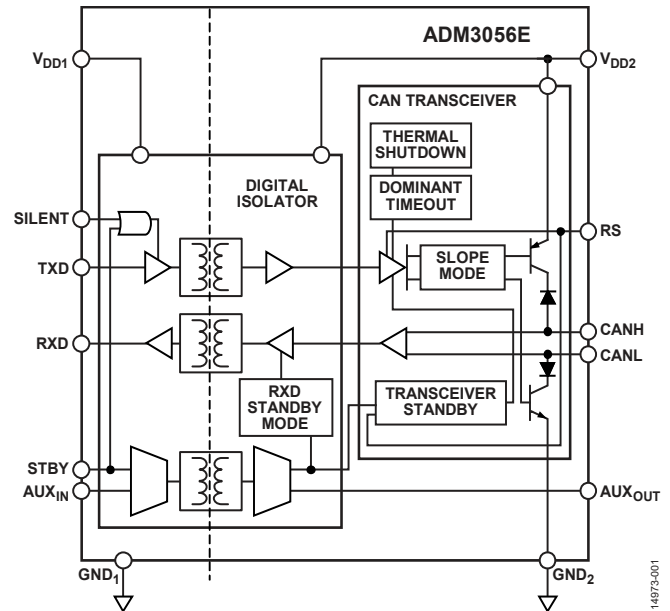 ADM3056E
VDD1
VDD2
CAN TRANSCEIVER
THERMAL
SHUTDOWN
DOMINANT
TIMEOUT
DIGITAL
ISOLATOR
SILENT
RS
TXD
SLOPE
MODE
RXD
CANH
CANL
RXD
STANDBY
MODE
TRANSCEIVER
STANDBY
STBY
AUXIN
AUXOUT
GND1
GND2
14973-001